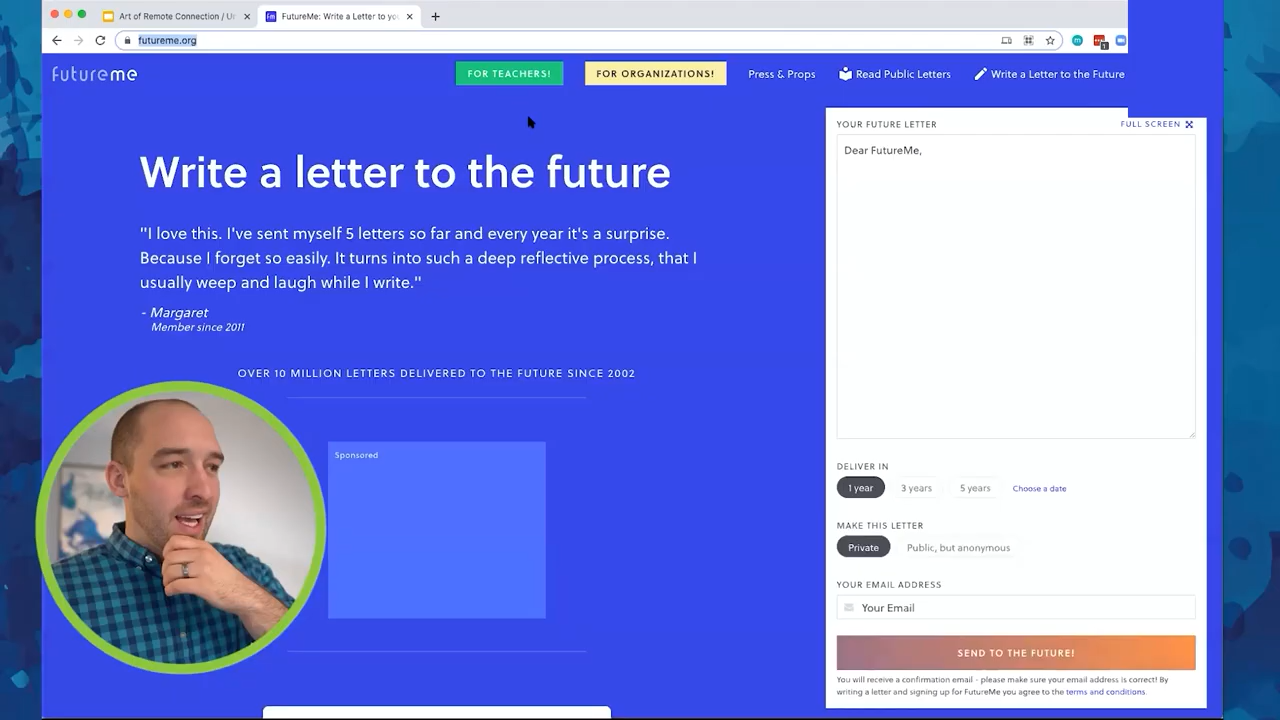 Art of Remote Connection / Ur
FutureMe: Write a Letter to you
futureme.org
futureme
FOR TEACHERS!
FOR ORGANIZATIONS!
Press & Props
Read Public Letters
Write a Letter to the Future
Write a letter to the future
"I love this. I've sent myself 5 letters so far and every year it's a surprise.
Because I forget so easily. It turns into such a deep reflective process, that I
usually weep and laugh while I write."
- Margaret
Member since 2011
OVER 10 MILLION LETTERS DELIVERED TO THE FUTURE SINCE 2002
Sponsored
YOUR FUTURE LETTER
FULL SCREEN
Dear FutureMe,
DELIVER IN
1 year
3 years
5 years
Choose a date
MAKE THIS LETTER
Private
Public, but anonymous
YOUR EMAIL ADDRESS
Your Email
SEND TO THE FUTURE!
You will receive a confirmation email - please make sure your email address is correct! By
writing a letter and signing up for FutureMe you agree to the terms and conditions.